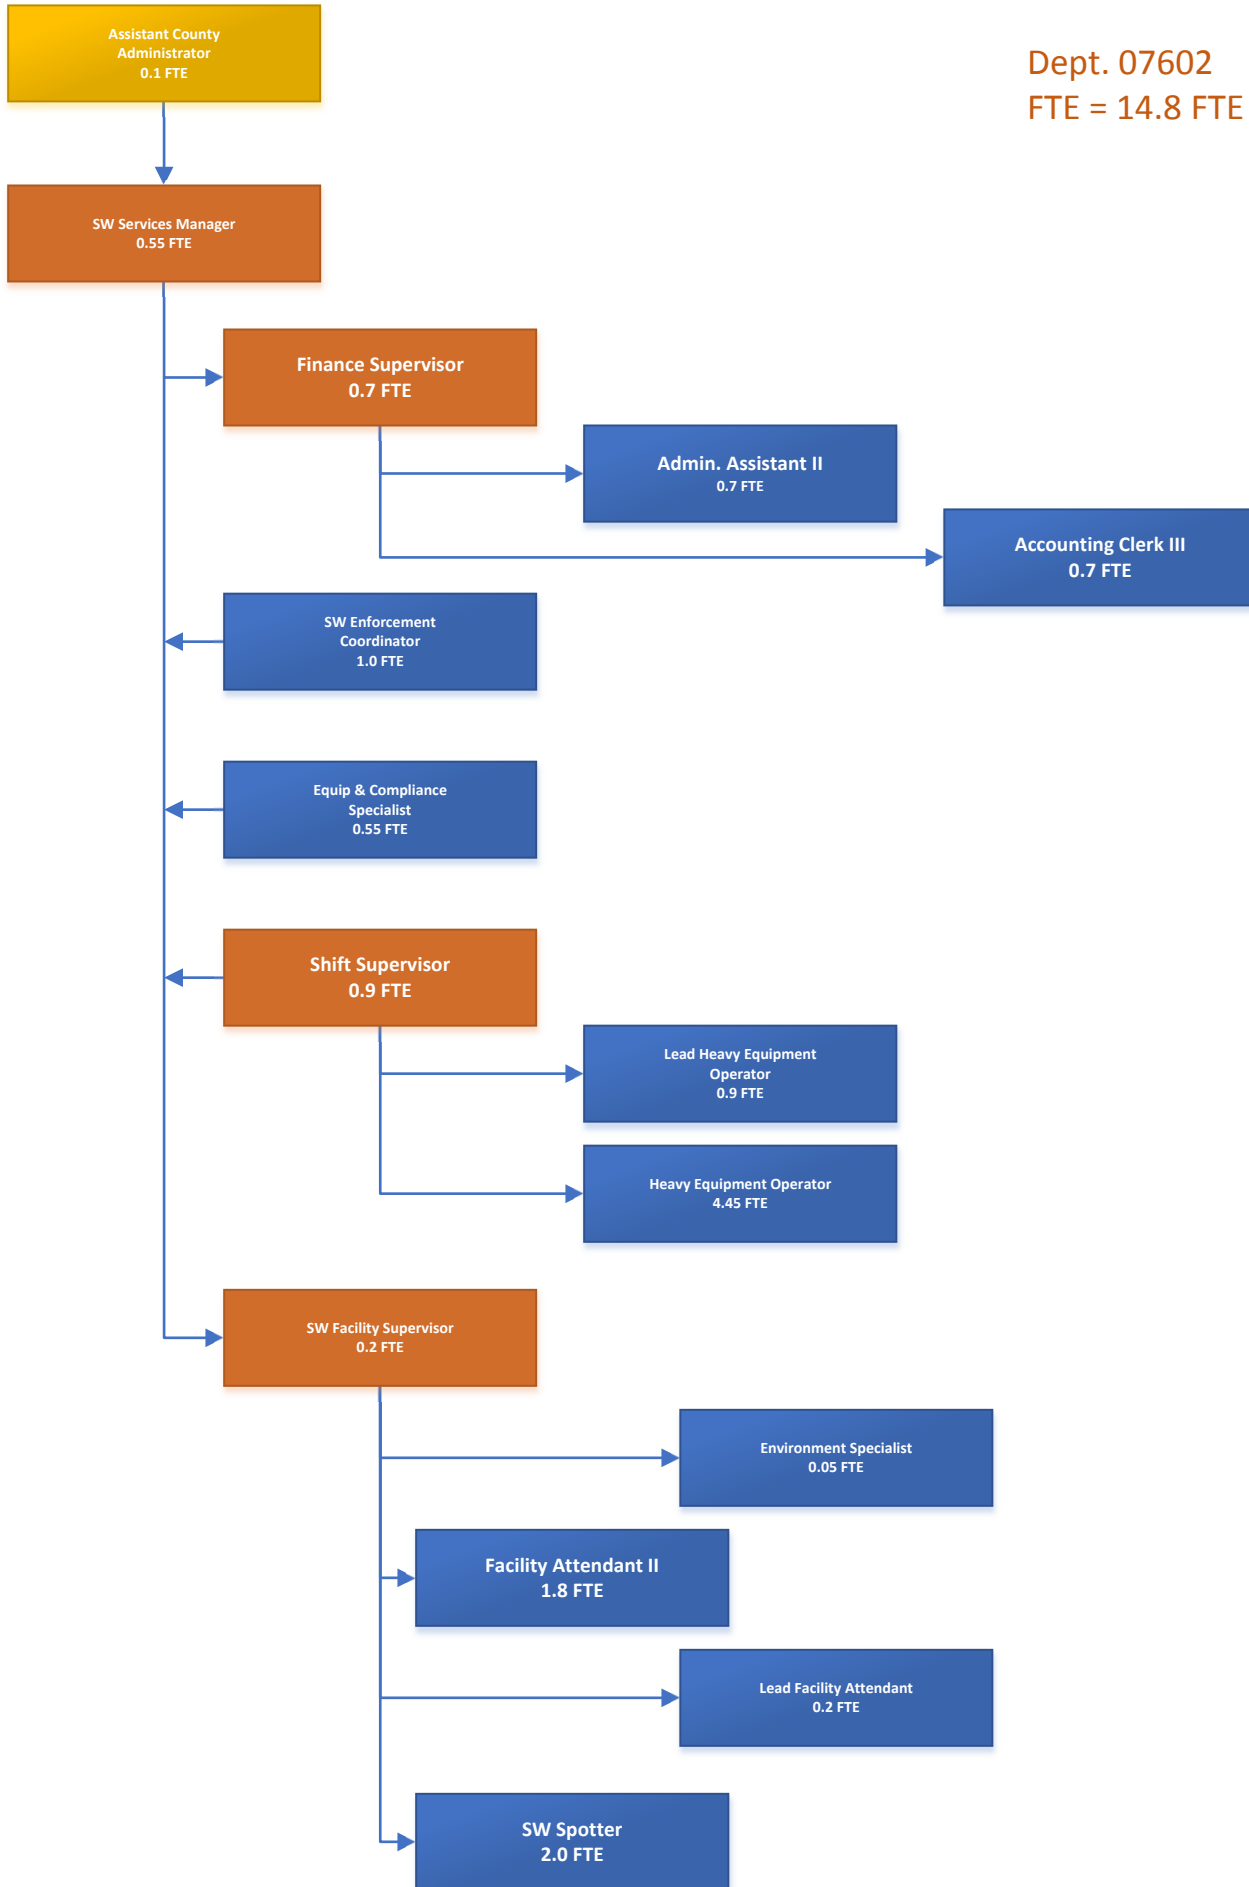 Assistant County
Administrator
0.1 FTE
Dept. 07602
FTE = 14.8 FTE
SW Services Manager
0.55 FTE
Finance Supervisor
0.7 FTE
Admin. Assistant II
0.7 FTE
Accounting Clerk III
0.7 FTE
SW Enforcement
Coordinator
1.0 FTE
Equip & Compliance
Specialist
0.55 FTE
Shift Supervisor
0.9 FTE
Lead Heavy Equipment
Operator
0.9 FTE
Heavy Equipment Operator
4.45 FTE
SW Facility Supervisor
0.2 FTE
Environment Specialist
0.05 FTE
Facility Attendant II
1.8 FTE
Lead Facility Attendant
0.2 FTE
SW Spotter
2.0 FTE